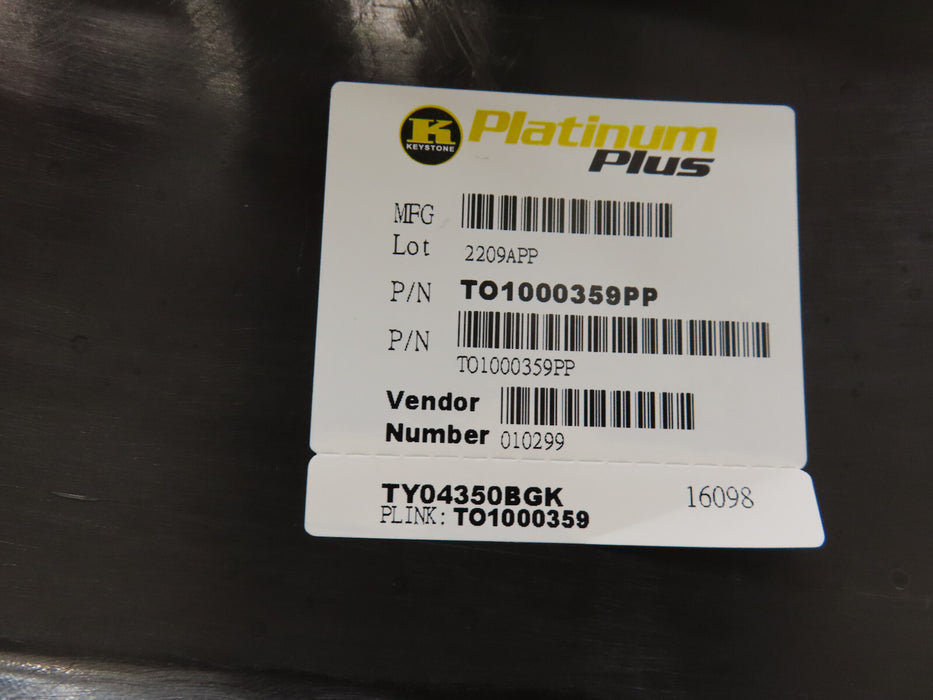 K
KEYSTONE
Platinum
Plus
MFG
Lot 2209APP
P/N TO1000359PP
P/N
TO1000359PP
Vendor
Number 010299
TY04350BGK 16098
PLINK: TO1000359